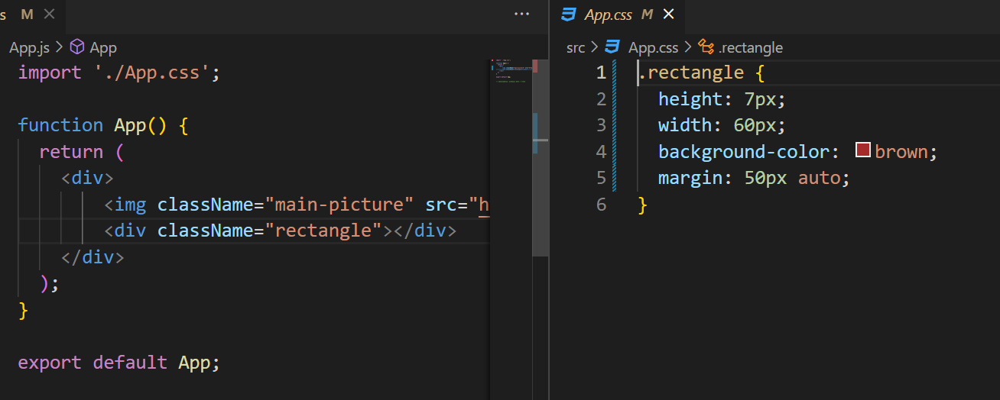 s M
App.js > App
import './App.css';
function App() {
return (
<div>
<img className="main-picture" src="h
<div className="rectangle"></div>
</div>
);
}
export default App;
App.css M
src > App.css > .rectangle
1 .rectangle {
2 height: 7px;
3 width: 60px;
4 background-color: brown;
5 margin: 50px auto;
6 }